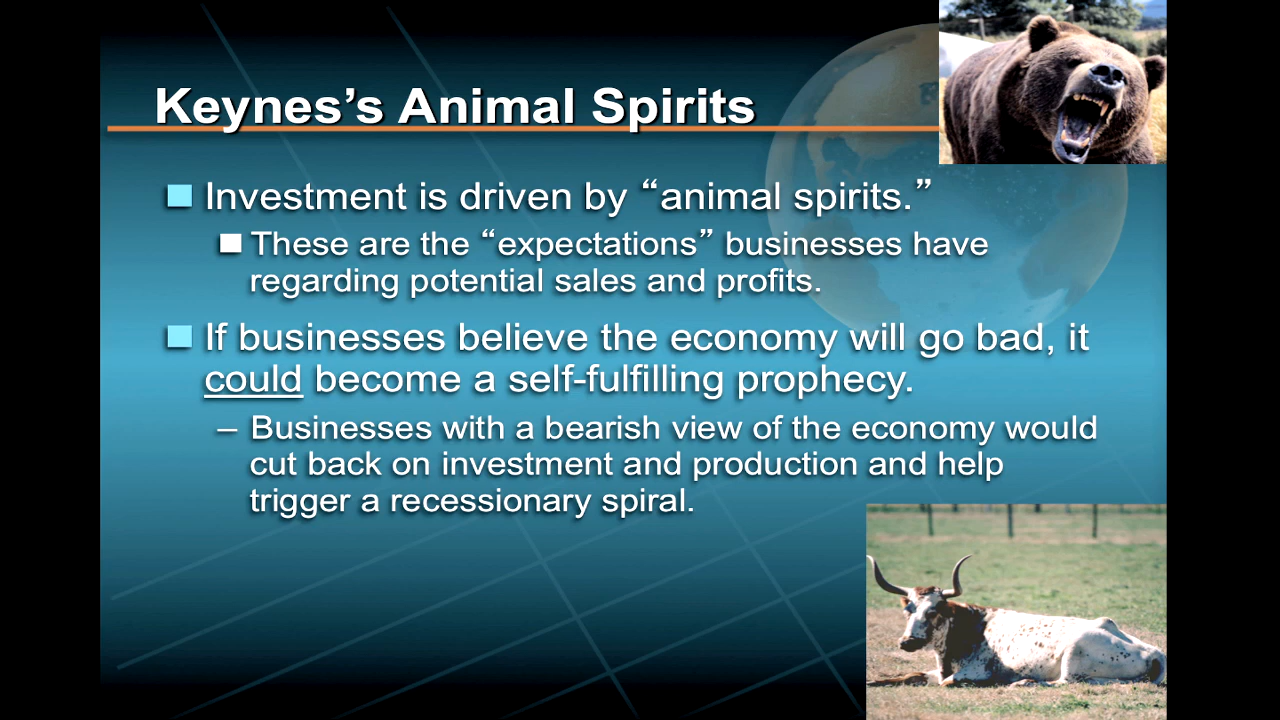 Keynes’s Animal Spirits
Investment is driven by “animal spirits.”
These are the “expectations” businesses have
regarding potential sales and profits.
If businesses believe the economy will go bad, it
could become a self-fulfilling prophecy.
– Businesses with a bearish view of the economy would
cut back on investment and production and help
trigger a recessionary spiral.